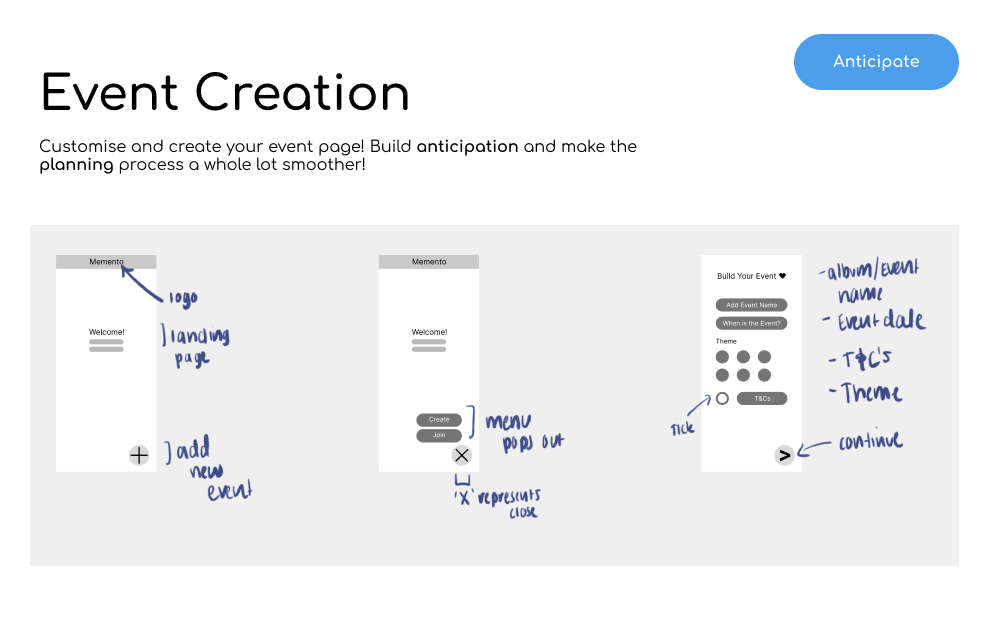 Anticipate
Event Creation
Customise and create your event page! Build anticipation and make the
planning process a whole lot smoother!
Memento
logo
Welcome!
landing
page
+
add
new
event
Memento
Welcome!
Create
Join
menu
pops out
X
'X' represents
close
Build Your Event ♥
Add Event Name
When is the Event?
Theme
T&Cs
Tick
>
- album/Event
name
- Event date
- T&C's
- Theme
continue